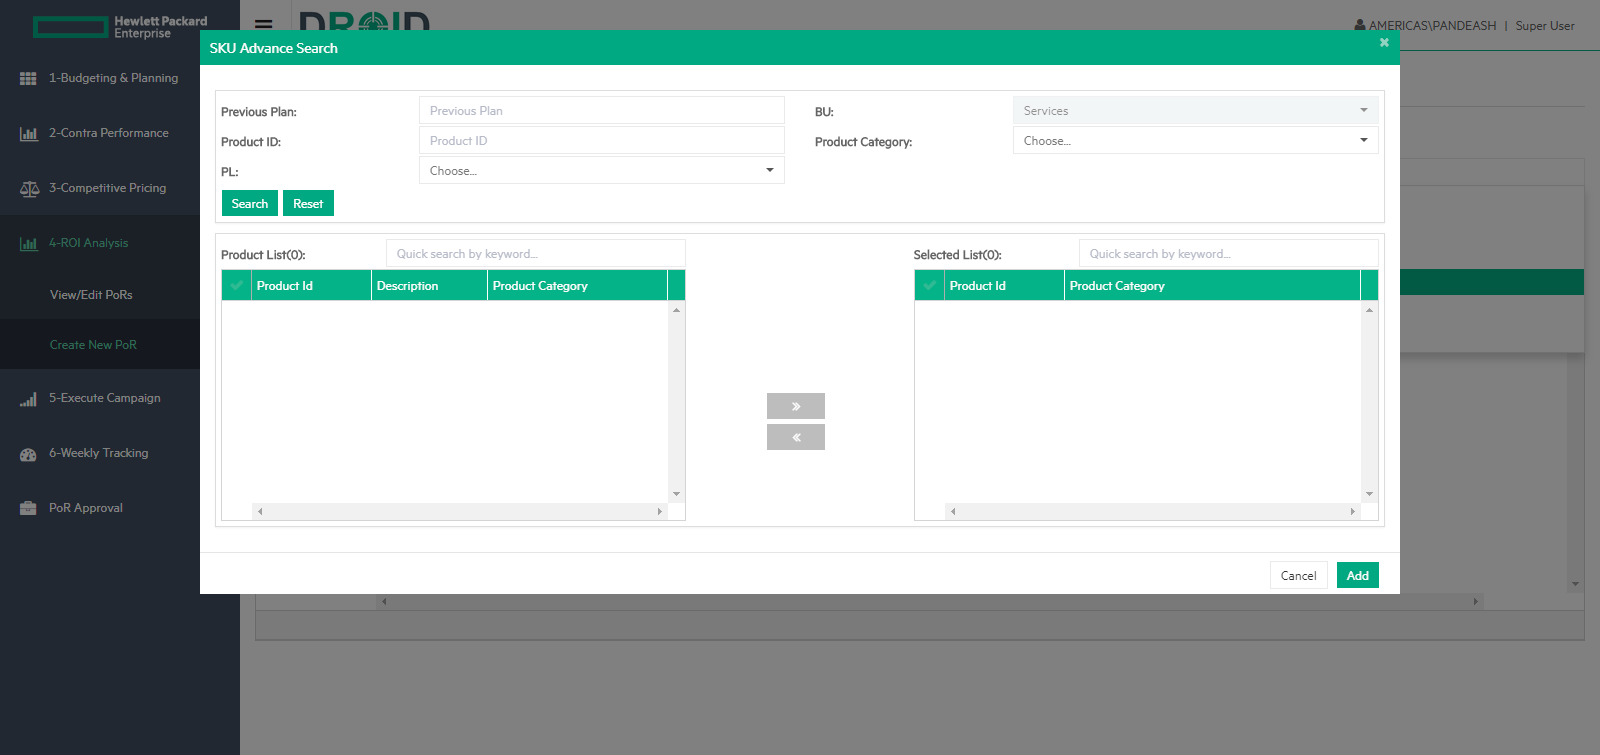 Hewlett Packard
Enterprise
DROID
AMERICAS\PANDEASH | Super User
SKU Advance Search
1-Budgeting & Planning
2-Contra Performance
3-Competitive Pricing
4-ROI Analysis
View/Edit PoRs
Create New PoR
5-Execute Campaign
6-Weekly Tracking
PoR Approval
Previous Plan: Previous Plan BU: Services
Product ID: Product ID Product Category: Choose...
PL: Choose...
Search Reset
Product List(0): Quick search by keyword... Selected List(0): Quick search by keyword...
Product Id Description Product Category Product Id Product Category
Cancel Add